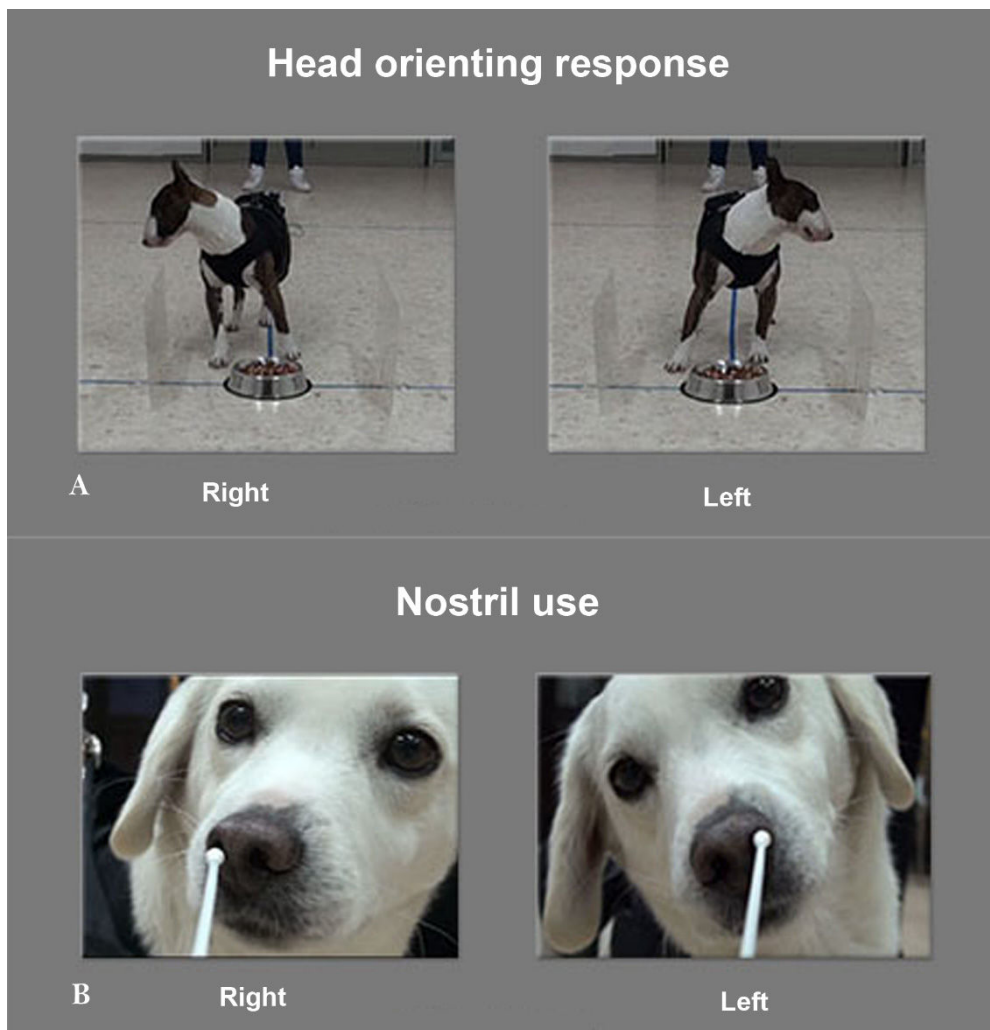 Head orienting response
A
Right
Left
Nostril use
B
Right
Left